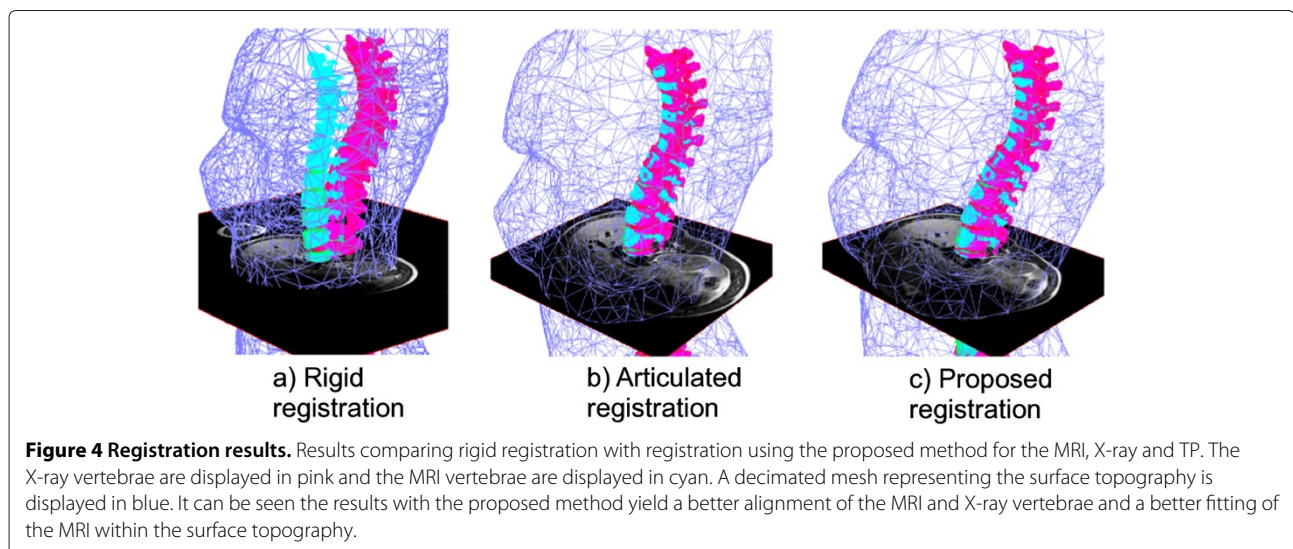 a) Rigid
registration
b) Articulated
registration
c) Proposed
registration
Figure 4 Registration results. Results comparing rigid registration with registration using the proposed method for the MRI, X-ray and TP. The
X-ray vertebrae are displayed in pink and the MRI vertebrae are displayed in cyan. A decimated mesh representing the surface topography is
displayed in blue. It can be seen the results with the proposed method yield a better alignment of the MRI and X-ray vertebrae and a better fitting of
the MRI within the surface topography.